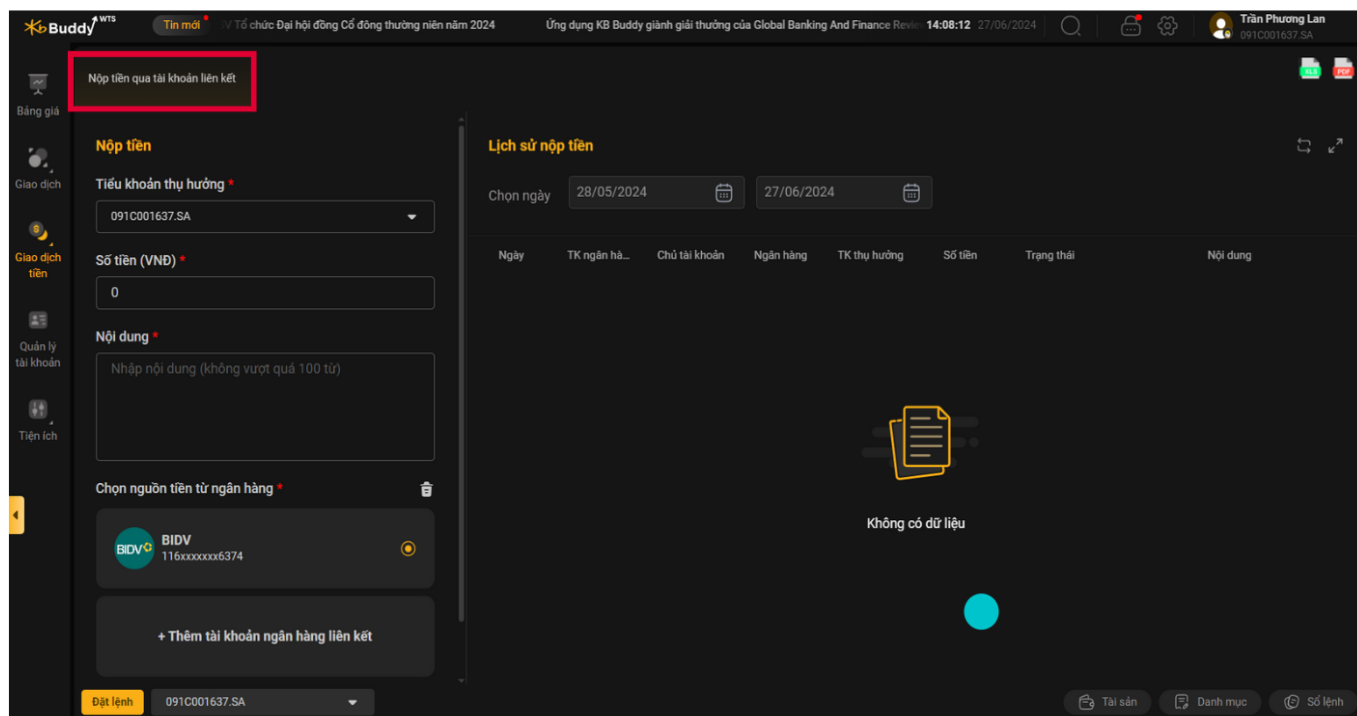 KBuddy WTS
Tin mới
SV Tổ chức Đại hội đồng Cổ đông thường niên năm 2024
Ứng dụng KB Buddy giành giải thưởng của Global Banking And Finance Review
14:08:12 27/06/2024
Trần Phương Lan
091C001637.SA
Nộp tiền qua tài khoản liên kết
XLS
PDF
Bảng giá
Giao dịch
Giao dịch
tiền
Quản lý
tài khoản
Tiện ích
Nộp tiền
Tiểu khoản thụ hưởng *
091C001637.SA
Số tiền (VNĐ) *
0
Nội dung *
Nhập nội dung (không vượt quá 100 từ)
Chọn nguồn tiền từ ngân hàng *
BIDV
BIDV
116xxxxxxx6374
+ Thêm tài khoản ngân hàng liên kết
Lịch sử nộp tiền
Chọn ngày
28/05/2024
27/06/2024
Ngày TK ngân hà... Chủ tài khoản Ngân hàng TK thụ hưởng Số tiền Trạng thái Nội dung
Không có dữ liệu
Đặt lệnh
091C001637.SA
Tài sản
Danh mục
Sổ lệnh